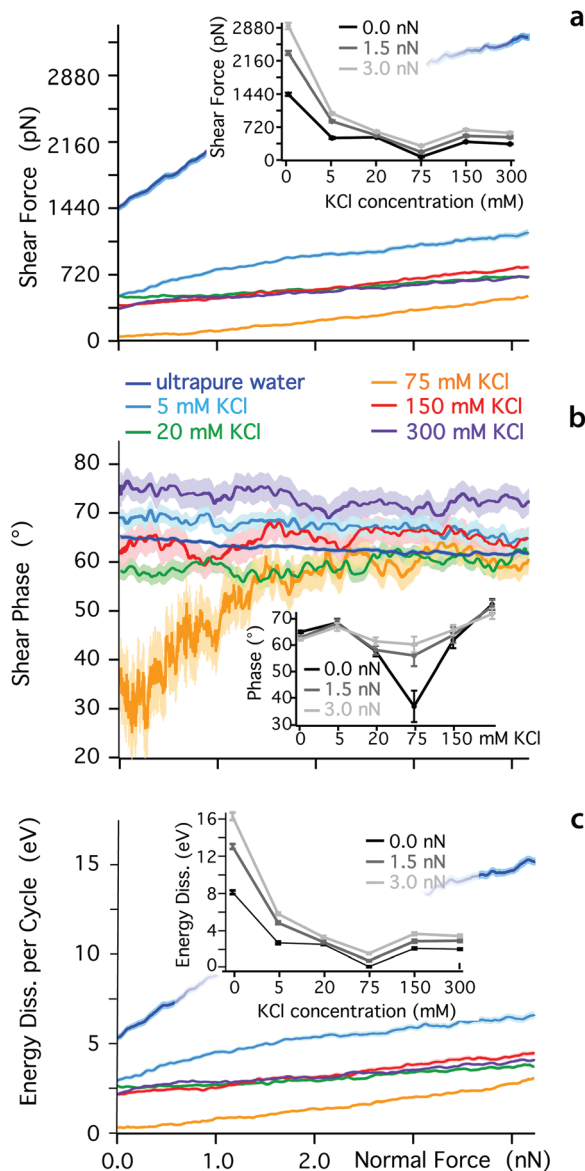 a
Shear Force (pN)
2880
2160
1440
720
0
Shear Force (pN)
2880
2160
1440
720
0
0.0 nN
1.5 nN
3.0 nN
0 5 20 75 150 300
KCl concentration (mM)
ultrapure water
5 mM KCl
20 mM KCl
75 mM KCl
150 mM KCl
300 mM KCl
b
Shear Phase (°)
80
70
60
50
40
30
20
Phase (°)
70
60
50
40
30
0.0 nN
1.5 nN
3.0 nN
0 5 20 75 150 mM KCl
c
Energy Diss. per Cycle (eV)
15
10
5
0
Energy Diss. (eV)
16
12
8
4
0
0.0 nN
1.5 nN
3.0 nN
0 5 20 75 150 300
KCl concentration (mM)
0.0 1.0 2.0 Normal Force (nN)